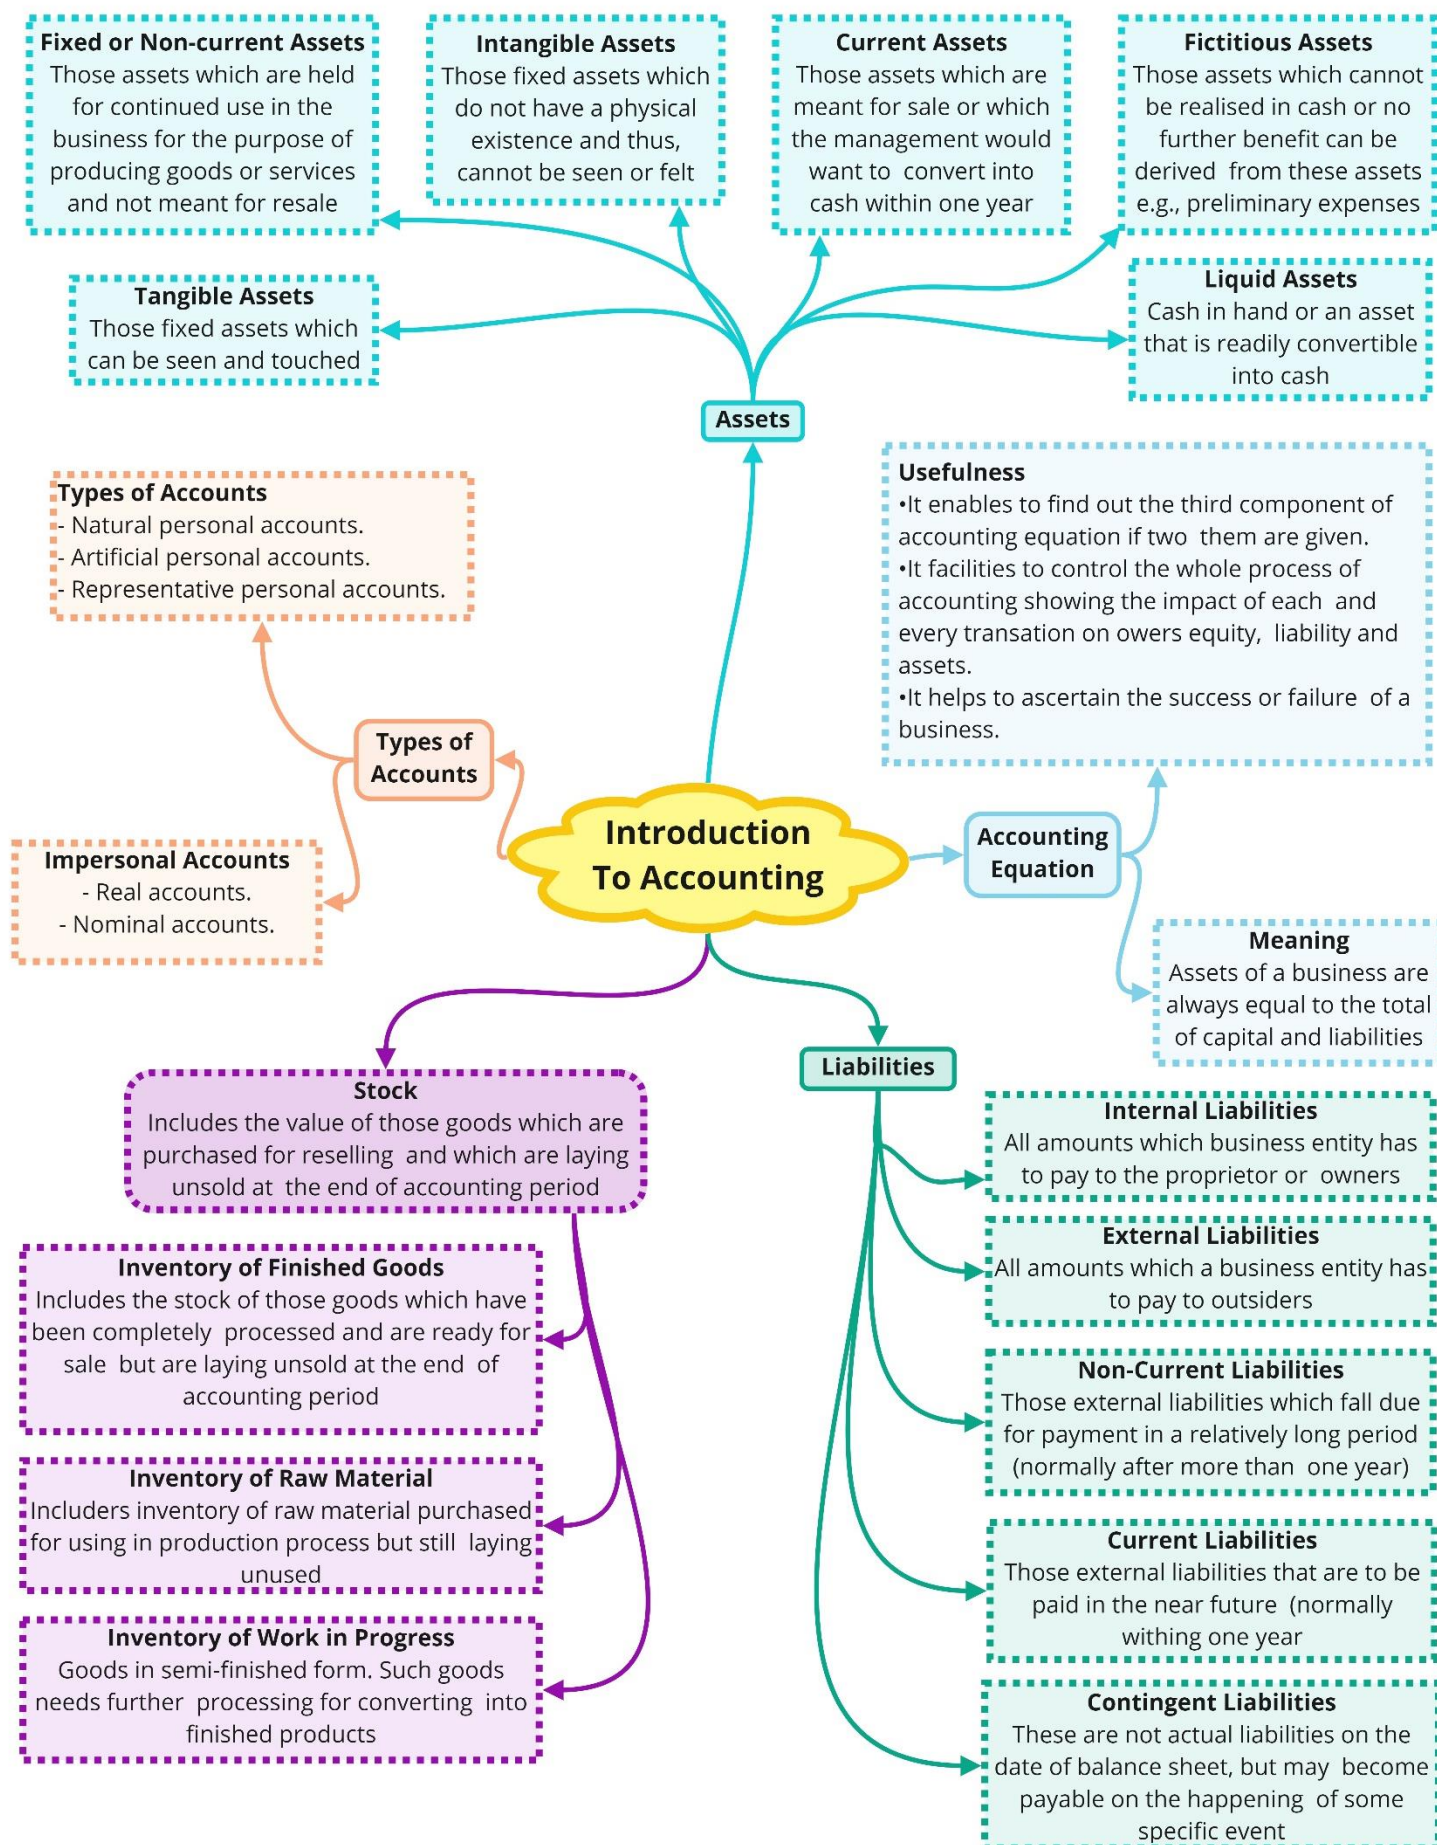 Fixed or Non-current Assets
Those assets which are held
for continued use in the
business for the purpose of
producing goods or services
and not meant for resale
Intangible Assets
Those fixed assets which
do not have a physical
existence and thus,
cannot be seen or felt
Current Assets
Those assets which are
meant for sale or which
the management would
want to convert into
cash within one year
Fictitious Assets
Those assets which cannot
be realised in cash or no
further benefit can be
derived from these assets
e.g., preliminary expenses
Tangible Assets
Those fixed assets which
can be seen and touched
Liquid Assets
Cash in hand or an asset
that is readily convertible
into cash
Assets
Types of Accounts
- Natural personal accounts.
- Artificial personal accounts.
- Representative personal accounts.
Usefulness
•It enables to find out the third component of
accounting equation if two them are given.
•It facilities to control the whole process of
accounting showing the impact of each and
every transation on owers equity, liability and
assets.
•It helps to ascertain the success or failure of a
business.
Types of
Accounts
Impersonal Accounts
- Real accounts.
- Nominal accounts.
Introduction
To Accounting
Accounting
Equation
Meaning
Assets of a business are
always equal to the total
of capital and liabilities
Stock
Includes the value of those goods which are
purchased for reselling and which are laying
unsold at the end of accounting period
Liabilities
Inventory of Finished Goods
Includes the stock of those goods which have
been completely processed and are ready for
sale but are laying unsold at the end of
accounting period
Inventory of Raw Material
Includers inventory of raw material purchased
for using in production process but still laying
unused
Inventory of Work in Progress
Goods in semi-finished form. Such goods
needs further processing for converting into
finished products
Internal Liabilities
All amounts which business entity has
to pay to the proprietor or owners
External Liabilities
All amounts which a business entity has
to pay to outsiders
Non-Current Liabilities
Those external liabilities which fall due
for payment in a relatively long period
(normally after more than one year)
Current Liabilities
Those external liabilities that are to be
paid in the near future (normally
withing one year
Contingent Liabilities
These are not actual liabilities on the
date of balance sheet, but may become
payable on the happening of some
specific event